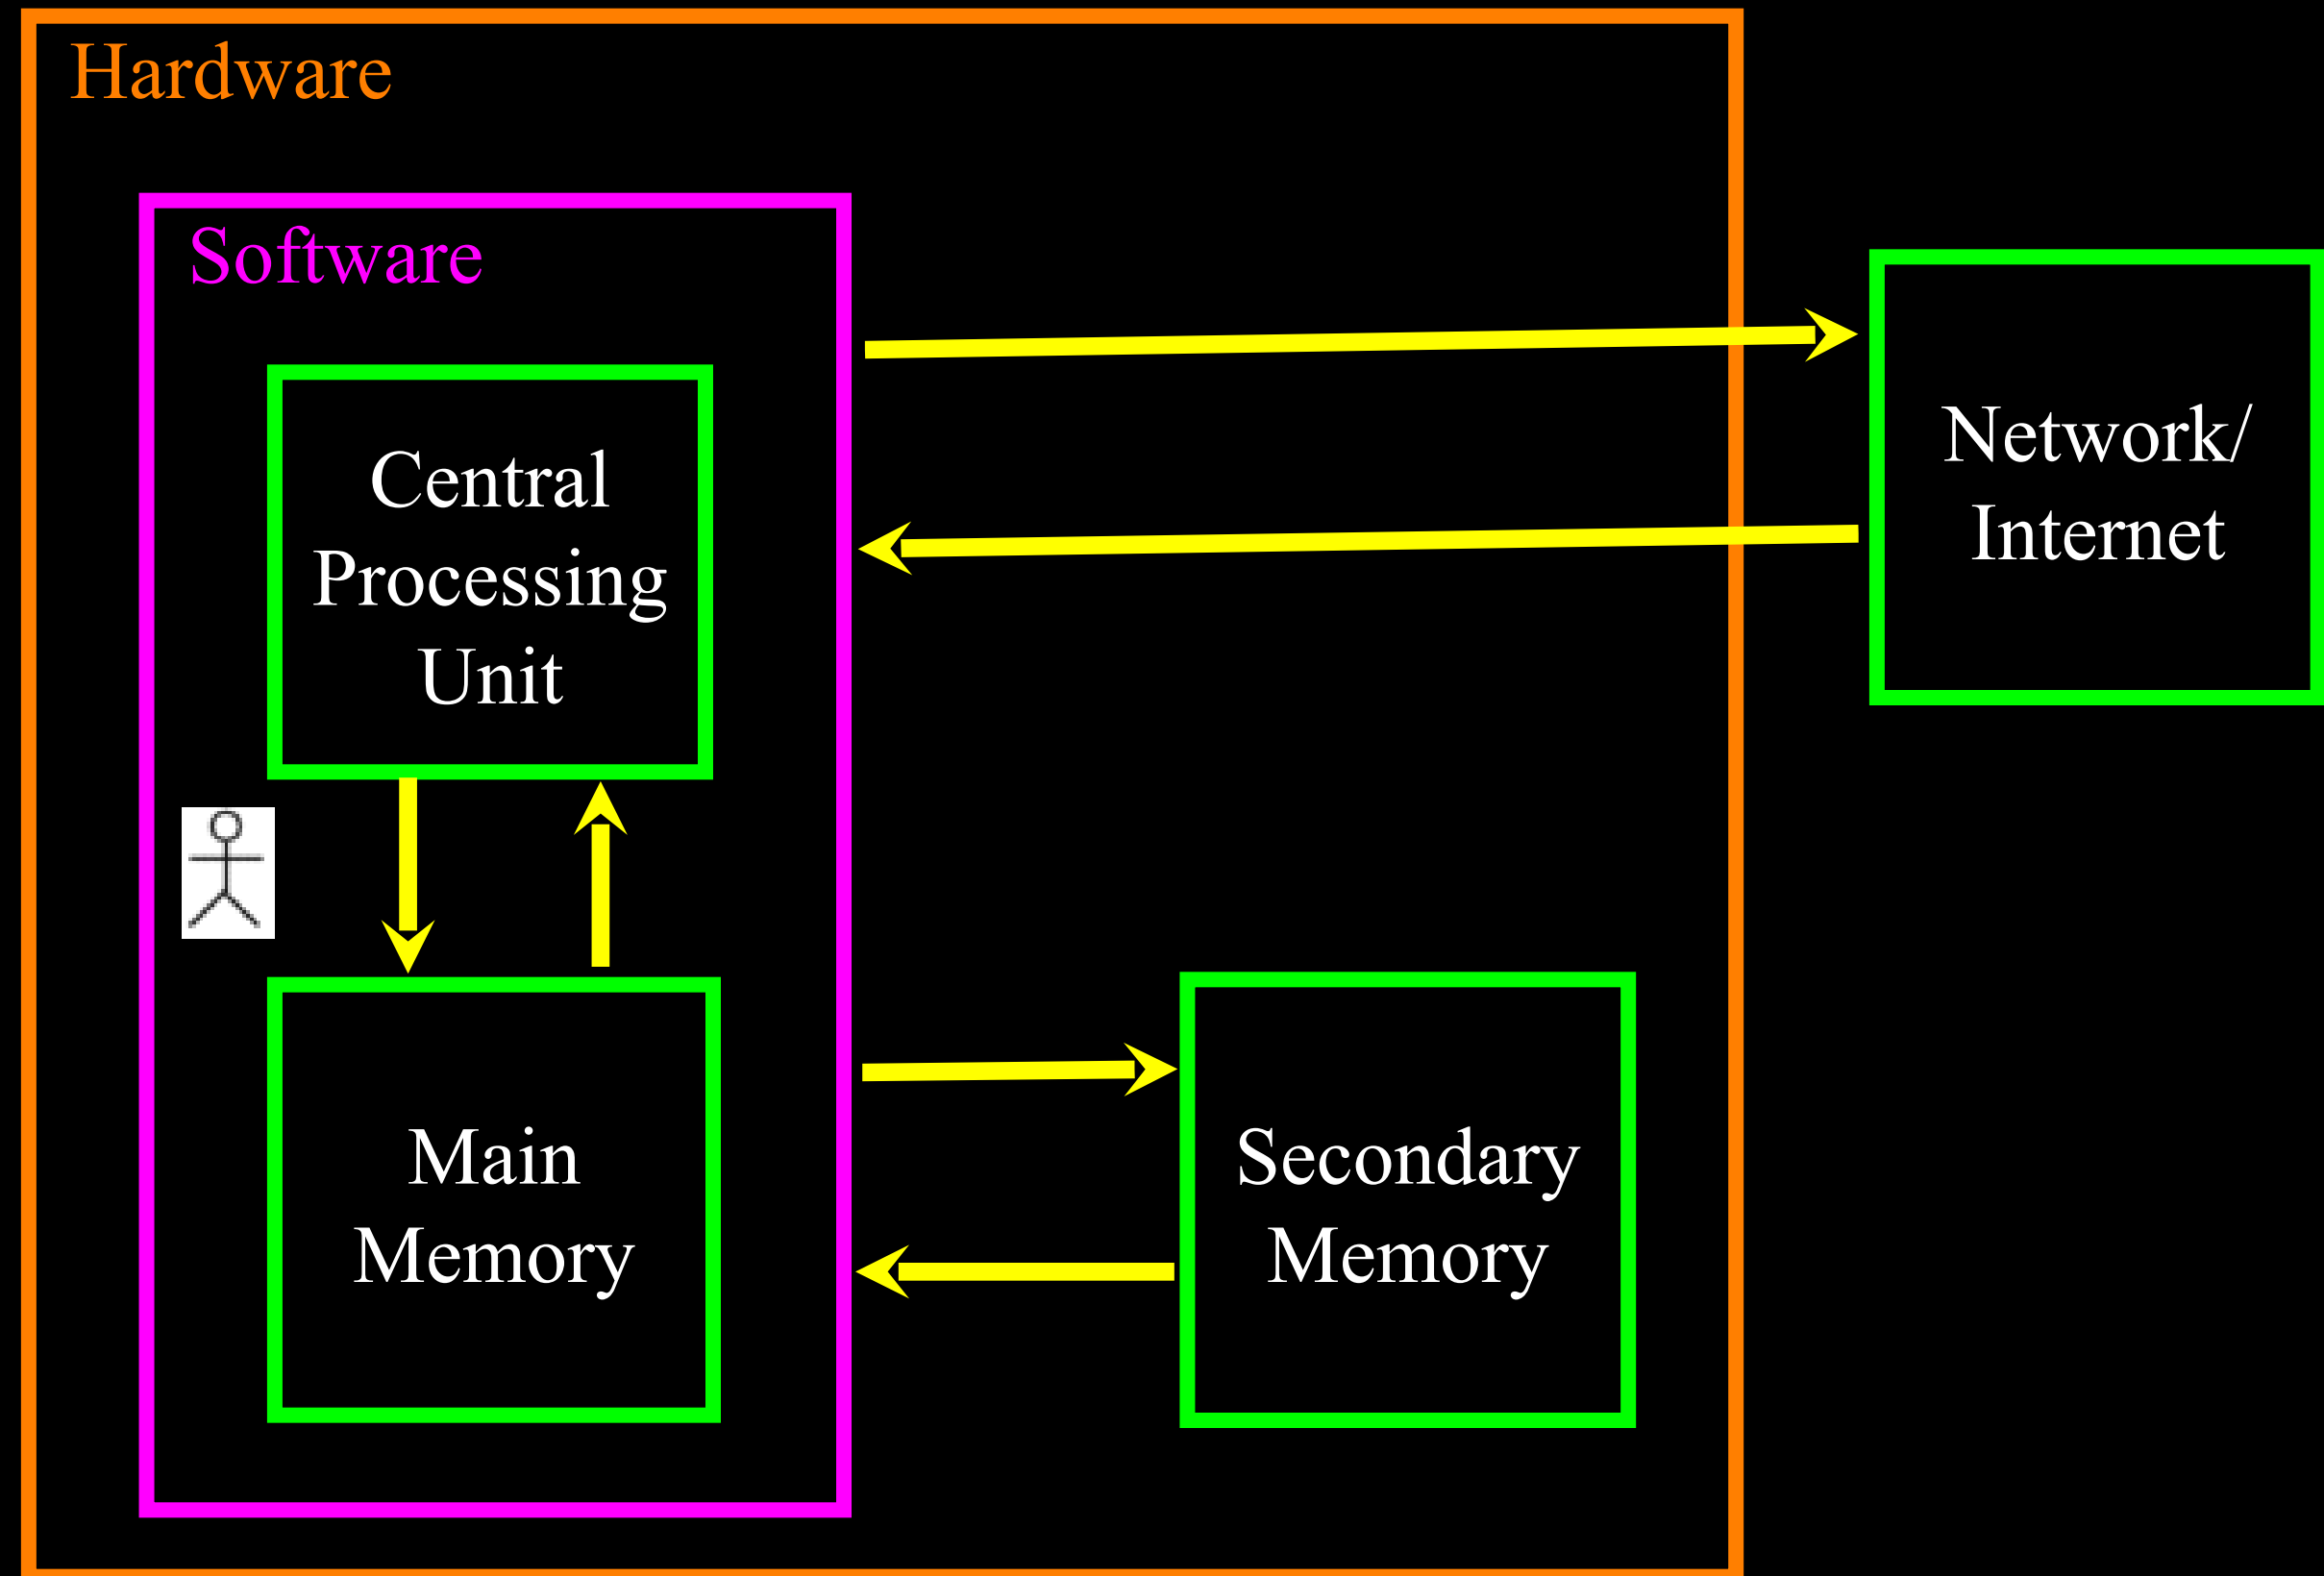 Hardware
Software
Central
Processing
Unit
Network/
Internet
Main
Memory
Secondary
Memory